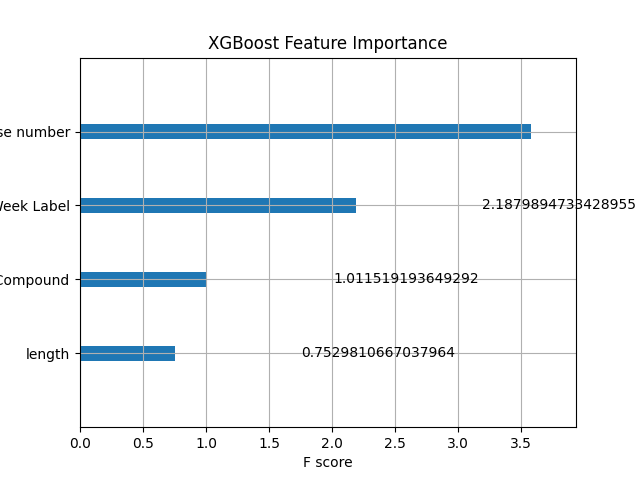 XGBoost Feature Importance
se number
Week Label
2.1879894733428955
Compound
1.011519193649292
length
0.7529810667037964
0.0 0.5 1.0 1.5 2.0 2.5 3.0 3.5
F score